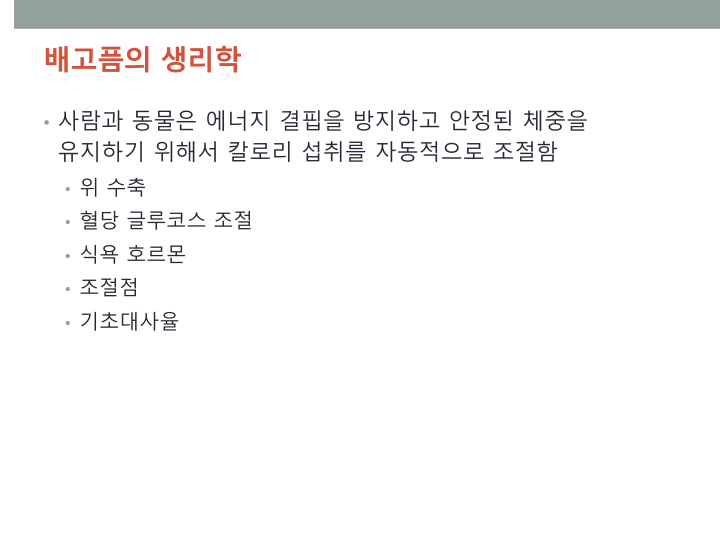 배고픔의 생리학
• 사람과 동물은 에너지 결핍을 방지하고 안정된 체중을
유지하기 위해서 칼로리 섭취를 자동적으로 조절함
• 위 수축
• 혈당 글루코스 조절
• 식욕 호르몬
• 조절점
• 기초대사율